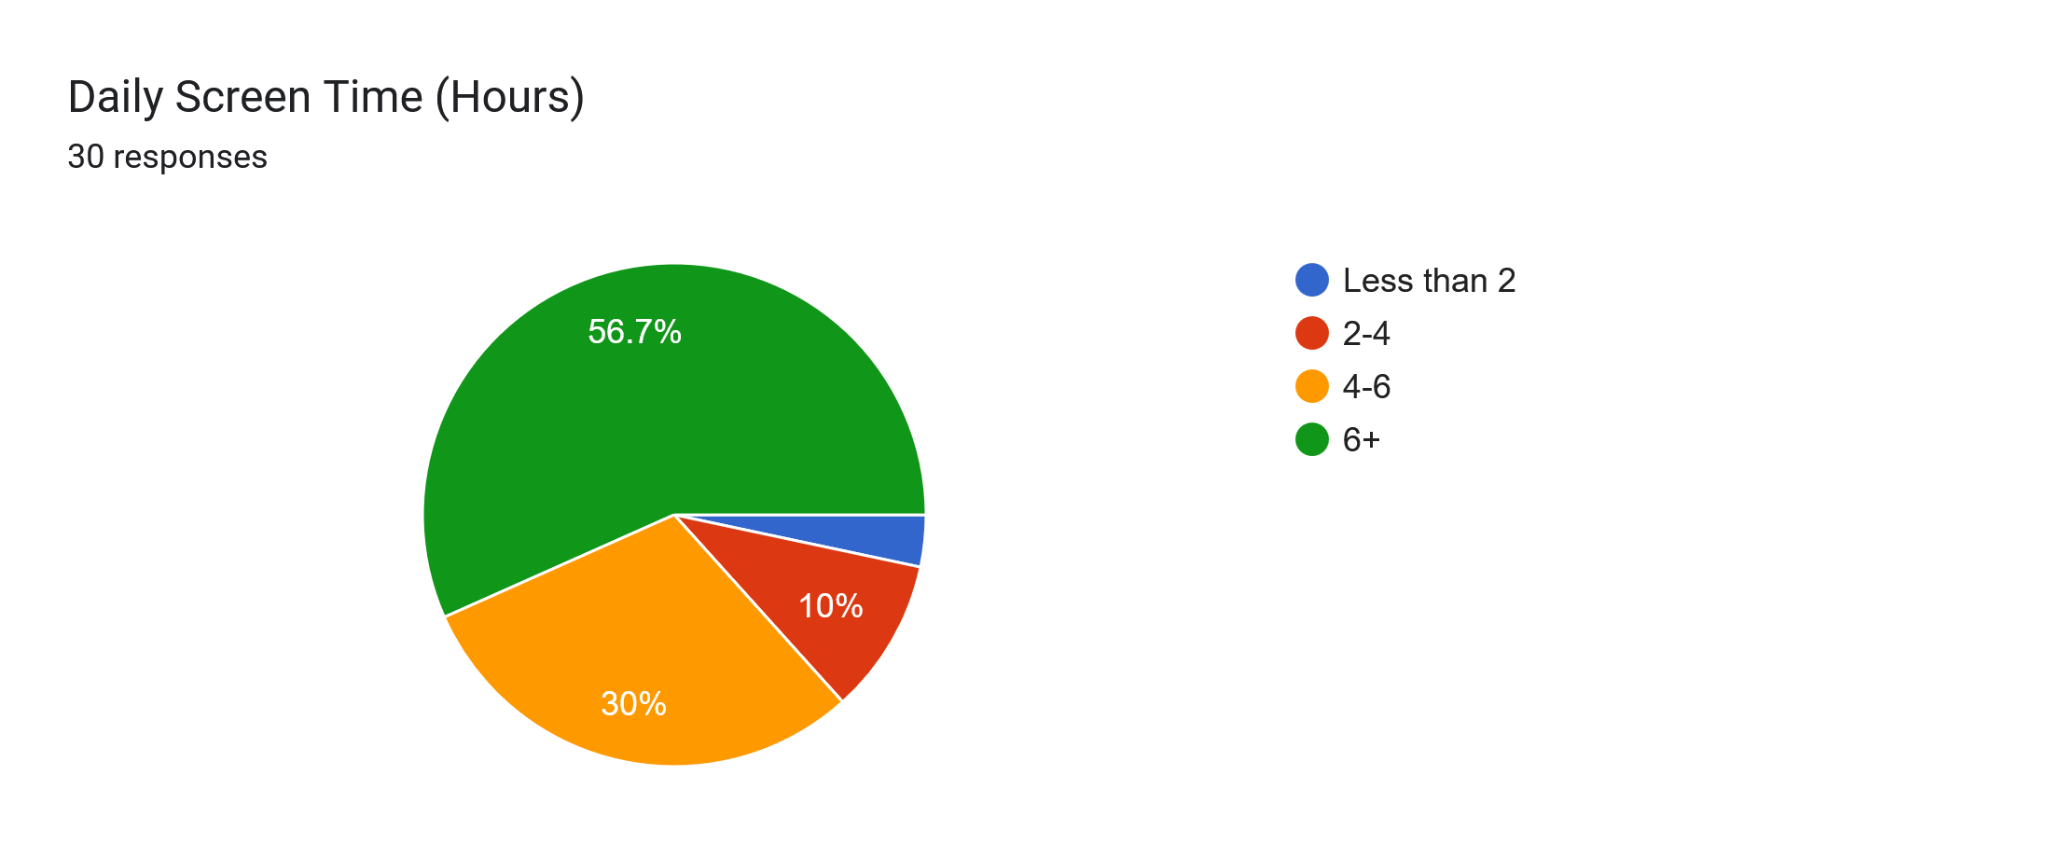 Daily Screen Time (Hours)
30 responses
56.7%
10%
30%
Less than 2
2-4
4-6
6+